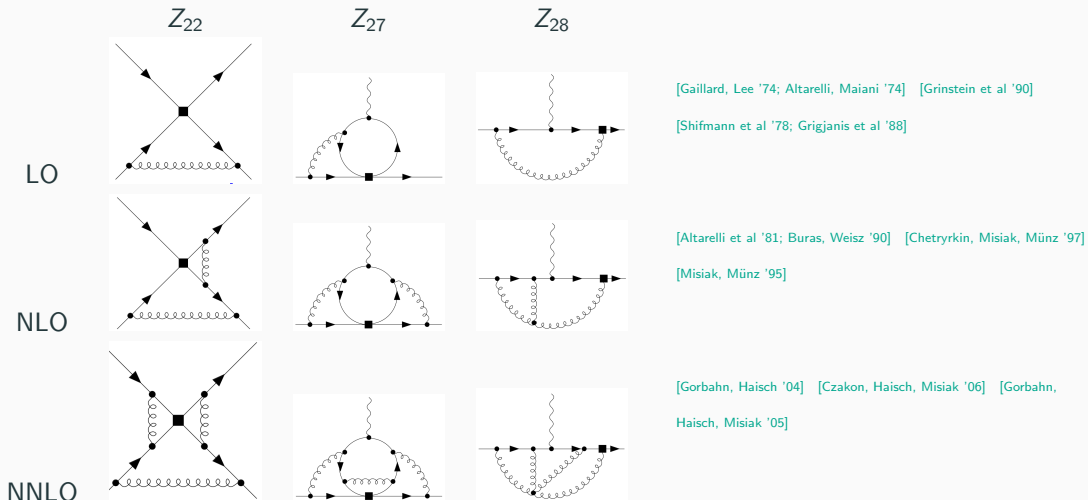 Z22 Z27 Z28
[Gaillard, Lee '74; Altarelli, Maiani '74] [Grinstein et al '90]
[Shifmann et al '78; Grigjanis et al '88]
LO
[Altarelli et al '81; Buras, Weisz '90] [Chetyrkin, Misiak, Münz '97]
[Misiak, Münz '95]
NLO
[Gorbahn, Haisch '04] [Czakon, Haisch, Misiak '06] [Gorbahn,
Haisch, Misiak '05]
NNLO